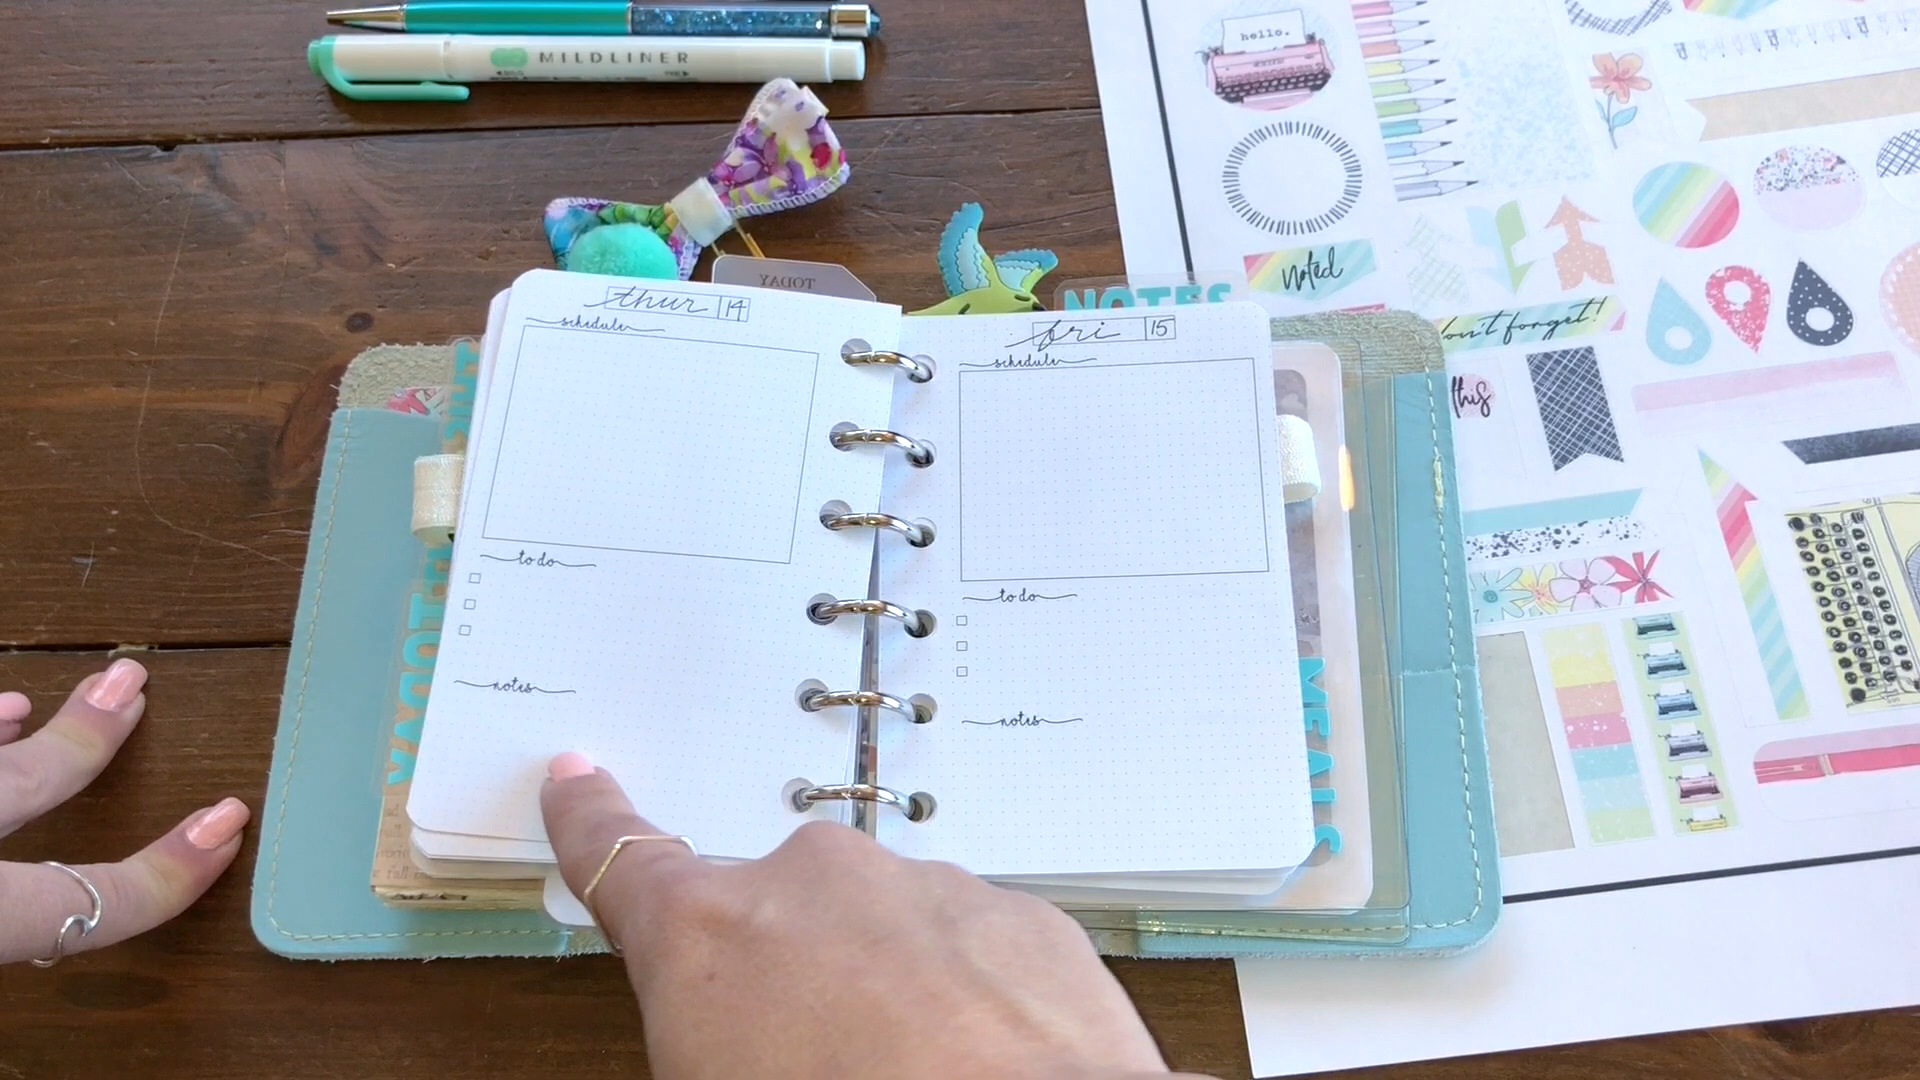 MILDLINER
hello.
TODAY
NOTES
noted
don't forget!
this
thur 14
schedule
to do
notes
fri 15
schedule
to do
notes
MEALS
TODAY